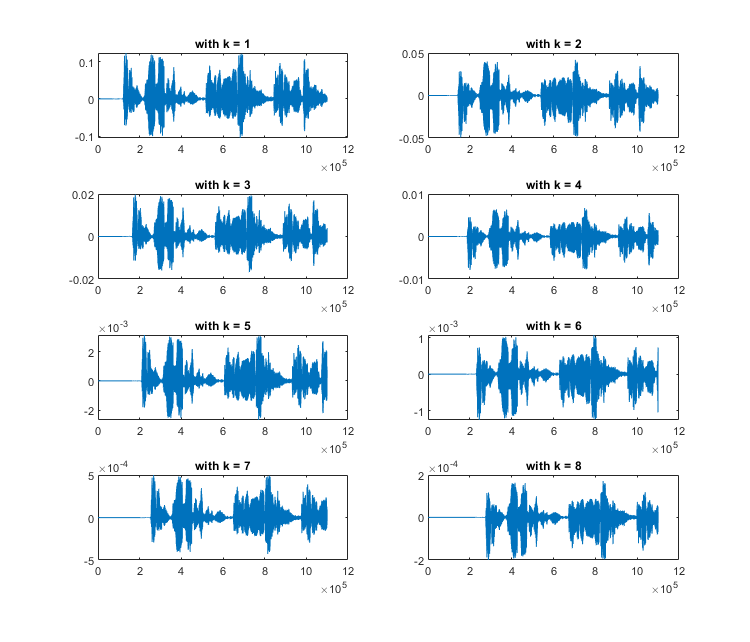 with k = 1
0.1
0
-0.1
0 2 4 6 8 10 12
×10^5
with k = 2
0.05
0
-0.05
0 2 4 6 8 10 12
×10^5
with k = 3
0.02
0
-0.02
0 2 4 6 8 10 12
×10^5
with k = 4
0.01
0
-0.01
0 2 4 6 8 10 12
×10^5
with k = 5
×10^-3
2
0
-2
0 2 4 6 8 10 12
×10^5
with k = 6
×10^-3
1
0
-1
0 2 4 6 8 10 12
×10^5
with k = 7
×10^-4
5
0
-5
0 2 4 6 8 10 12
×10^5
with k = 8
×10^-4
2
0
-2
0 2 4 6 8 10 12
×10^5